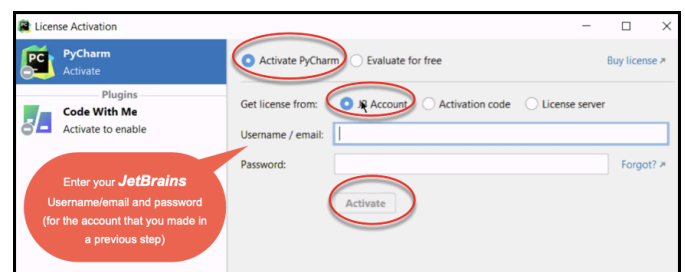 License Activation
PC
PyCharm
Activate
Plugins
Code With Me
Activate to enable
Activate PyCharm
Evaluate for free
Buy license
Get license from:
JB Account
Activation code
License server
Username / email:
Password:
Forgot?
Activate
Enter your JetBrains
Username/email and password
(for the account that you made in
a previous step)